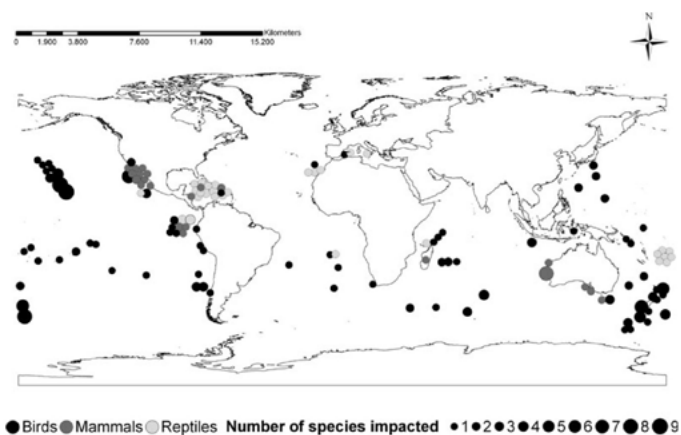 N
Kilometers
0 1.900 3.800 7.600 11.400 15.200
Birds Mammals Reptiles Number of species impacted 1 2 3 4 5 6 7 8 9